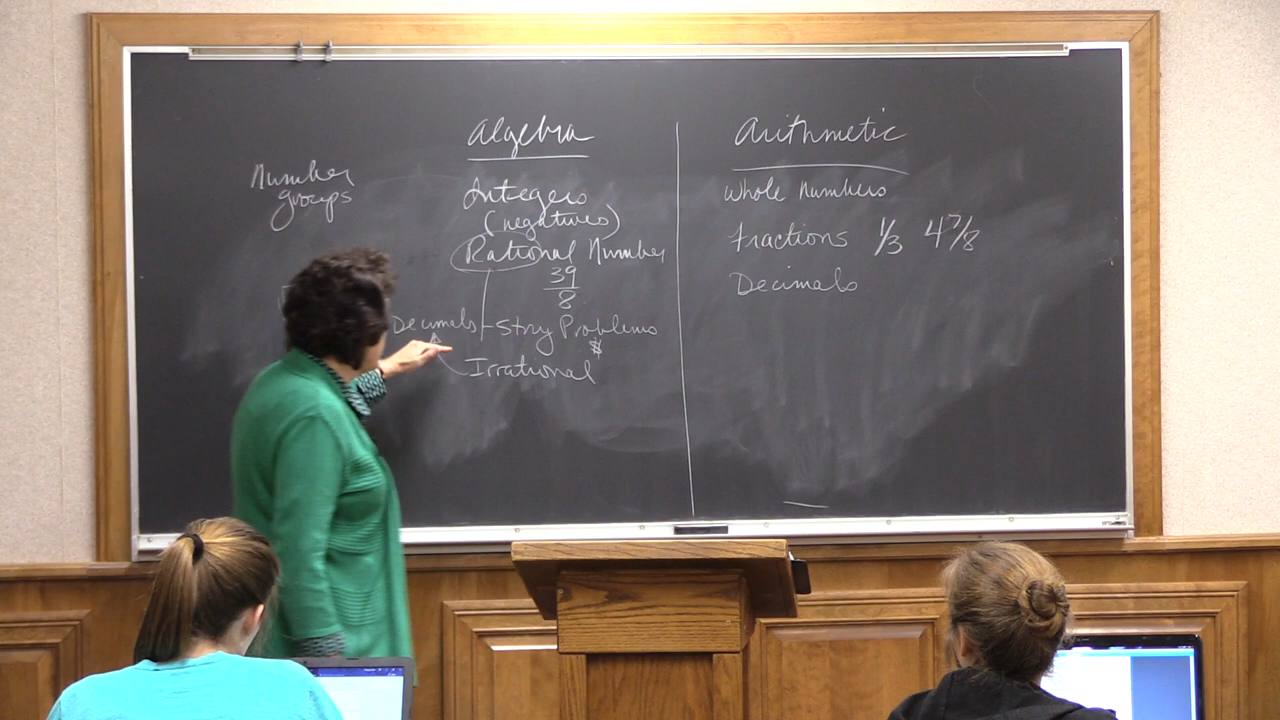 Number
groups
Algebra
Integers
(negatives)
Rational Number
39
8
Decimals - Story Problems
$
Irrational
Arithmetic
Whole Numbers
Fractions 1/3 4 7/8
Decimals